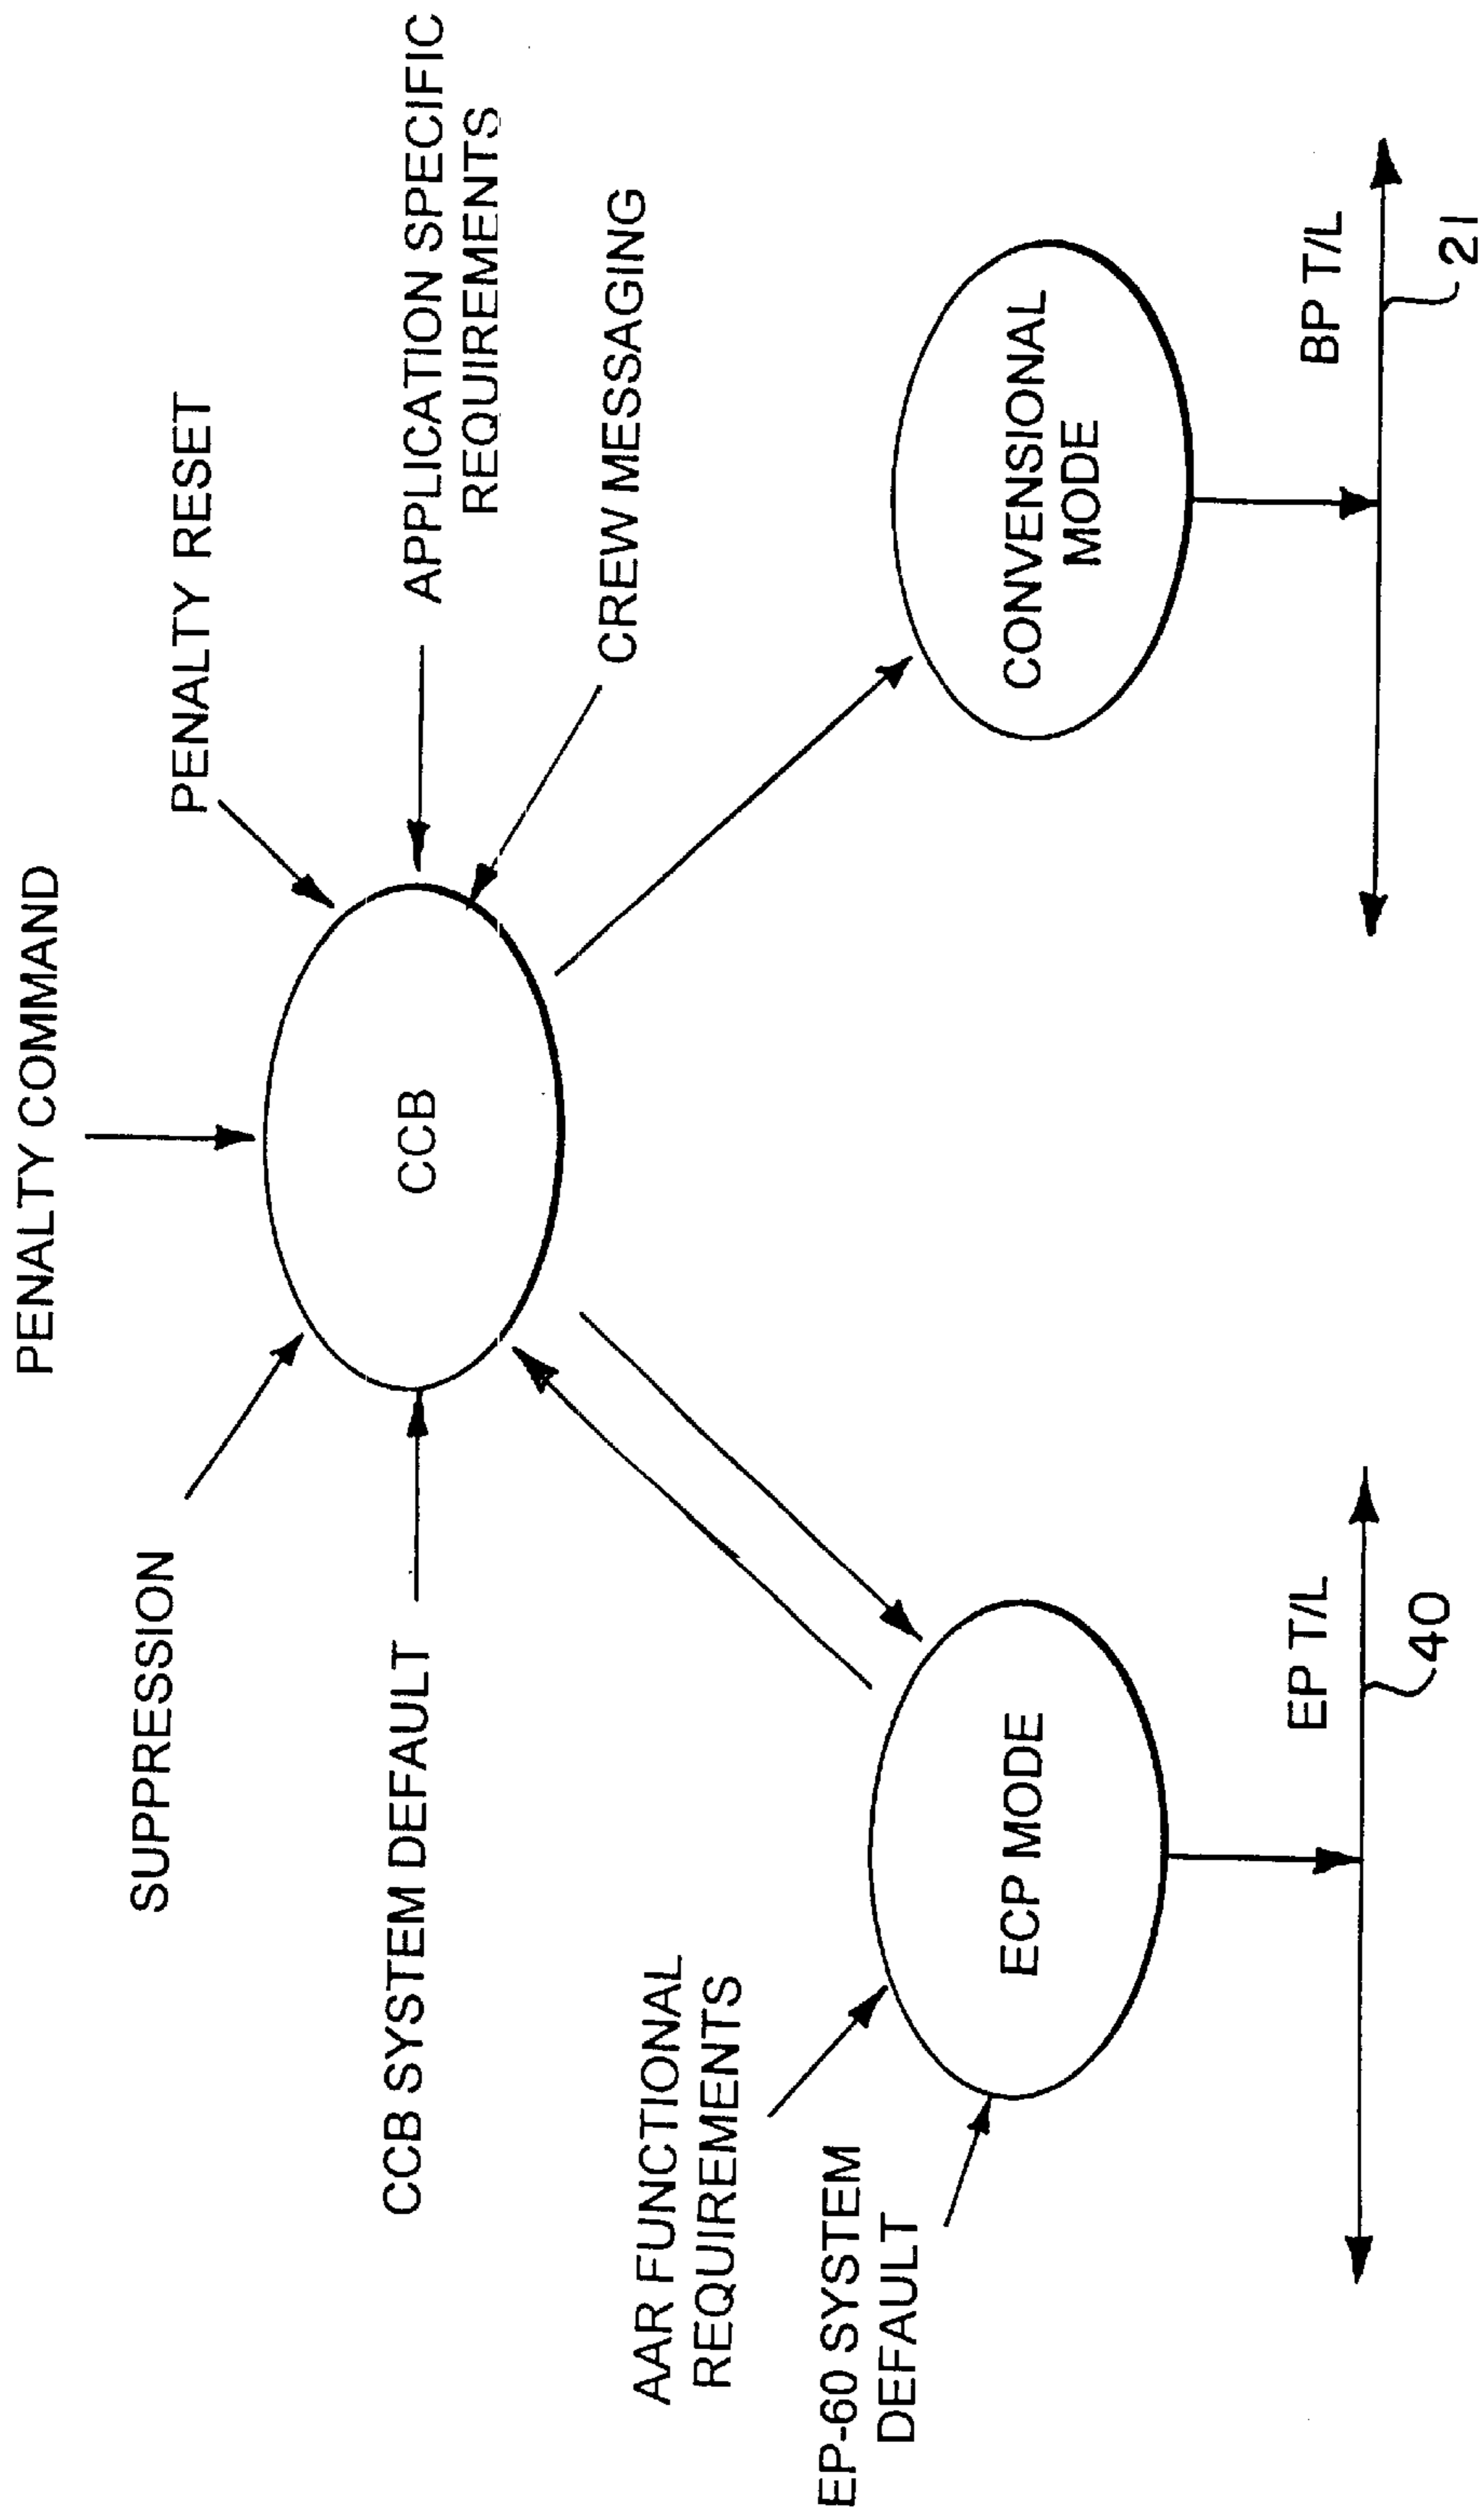 PENALTY COMMAND
SUPPRESSION
PENALTY RESET
CCB SYSTEM DEFAULT
CCB
APPLICATION SPECIFIC
REQUIREMENTS
CREW MESSAGING
AAR FUNCTIONAL
REQUIREMENTS
EP-60 SYSTEM
DEFAULT
ECP MODE
CONVENSIONAL
MODE
EP T/L
40
BP T/L
21